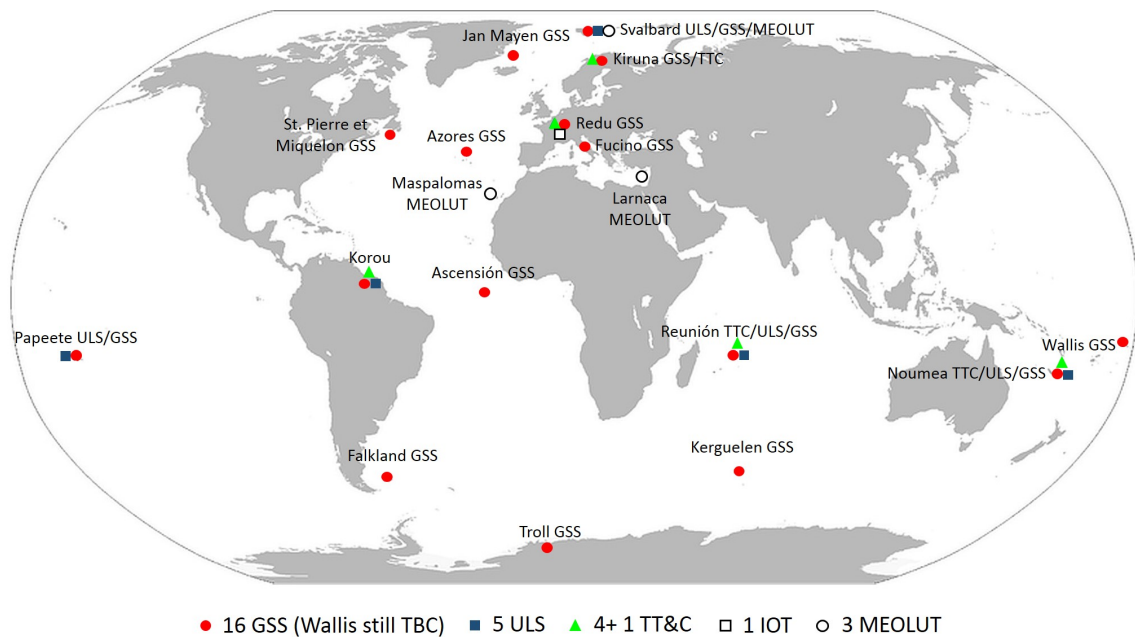 Jan Mayen GSS
Svalbard ULS/GSS/MEOLUT
Kiruna GSS/TTC
St. Pierre et
Miquelon GSS
Azores GSS
Redu GSS
Fucino GSS
Maspalomas
MEOLUT
Larnaca
MEOLUT
Korou
Ascensión GSS
Papeete ULS/GSS
Reunión TTC/ULS/GSS
Wallis GSS
Noumea TTC/ULS/GSS
Falkland GSS
Kerguelen GSS
Troll GSS
16 GSS (Wallis still TBC) 5 ULS 4+ 1 TT&C 1 IOT 3 MEOLUT